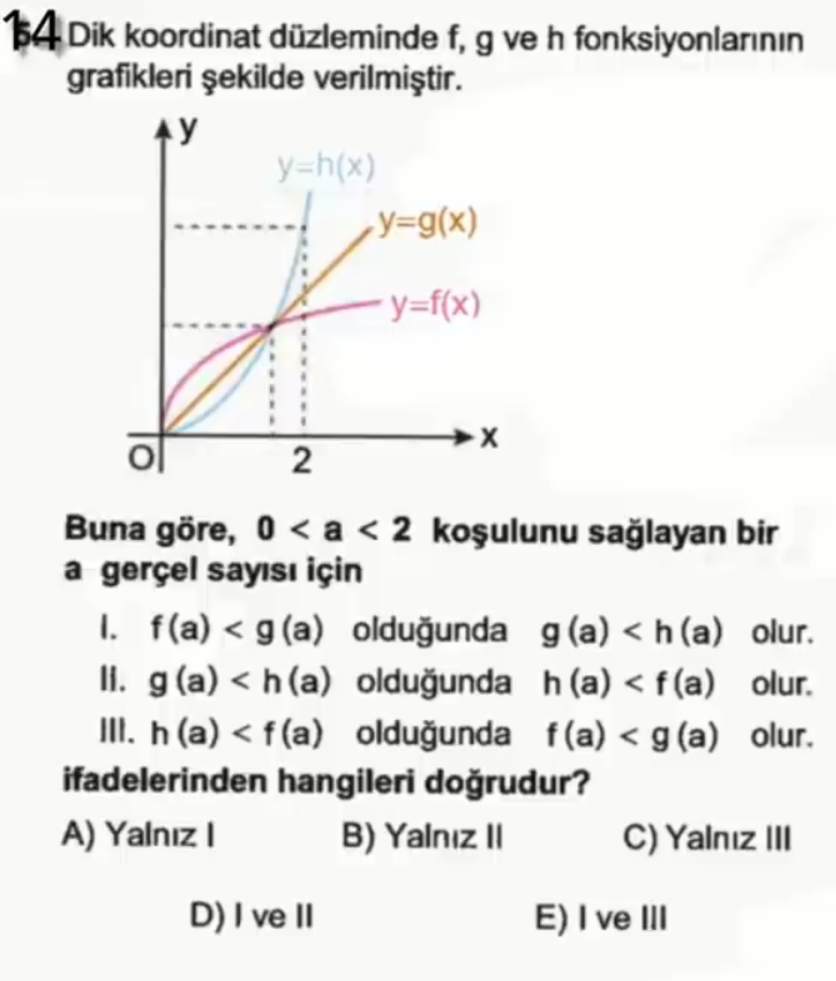 14 Dik koordinat düzleminde f, g ve h fonksiyonlarının
grafikleri şekilde verilmiştir.
y
y=h(x)
y=g(x)
y=f(x)
x
O
2
Buna göre, 0 < a < 2 koşulunu sağlayan bir
a gerçel sayısı için
I. f(a) < g(a) olduğunda g(a) < h(a) olur.
II. g(a) < h(a) olduğunda h(a) < f(a) olur.
III. h(a) < f(a) olduğunda f(a) < g(a) olur.
ifadelerinden hangileri doğrudur?
A) Yalnız I B) Yalnız II C) Yalnız III
D) I ve II E) I ve III